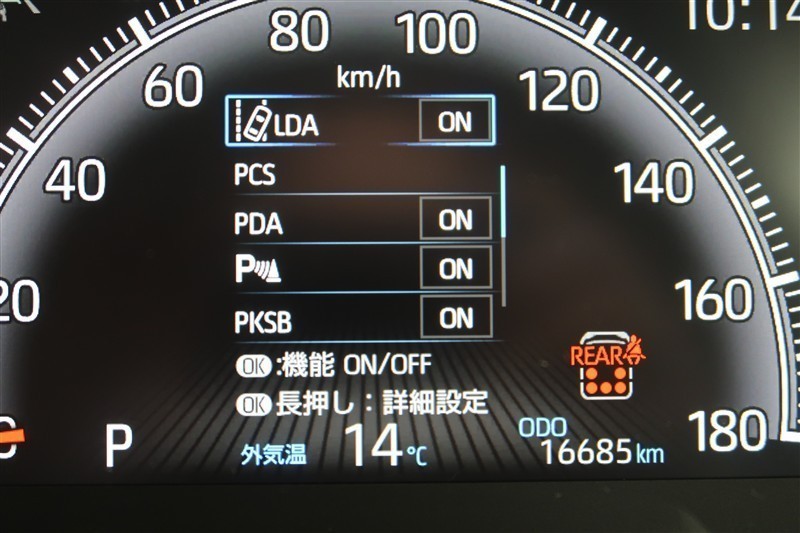 10:14
80 100
60 km/h 120
LDA ON
40 PCS 140
PDA ON
P ON
20 160
PKSB ON
REAR
OK :機能 ON/OFF
OK 長押し：詳細設定
P 外気温 14℃ ODO 16685km 180